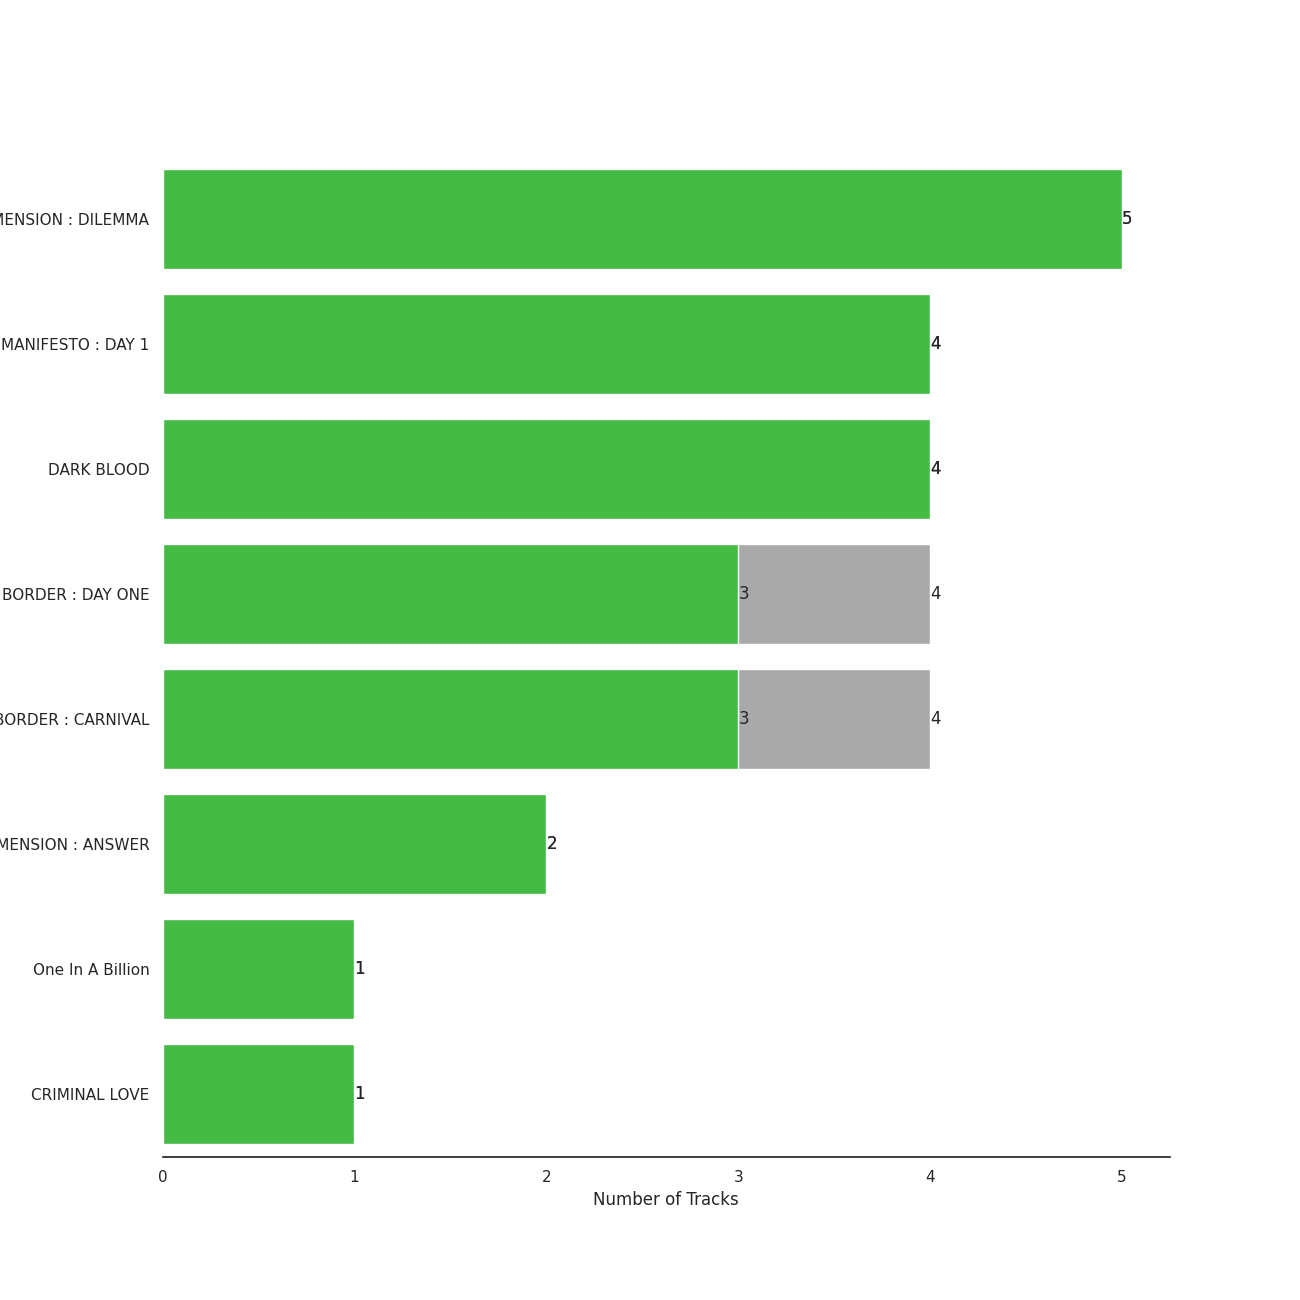 MENSION : DILEMMA
5
MANIFESTO : DAY 1
4
DARK BLOOD
4
BORDER : DAY ONE
3
4
BORDER : CARNIVAL
3
4
MENSION : ANSWER
2
One In A Billion
1
CRIMINAL LOVE
1
0 1 2 3 4 5
Number of Tracks